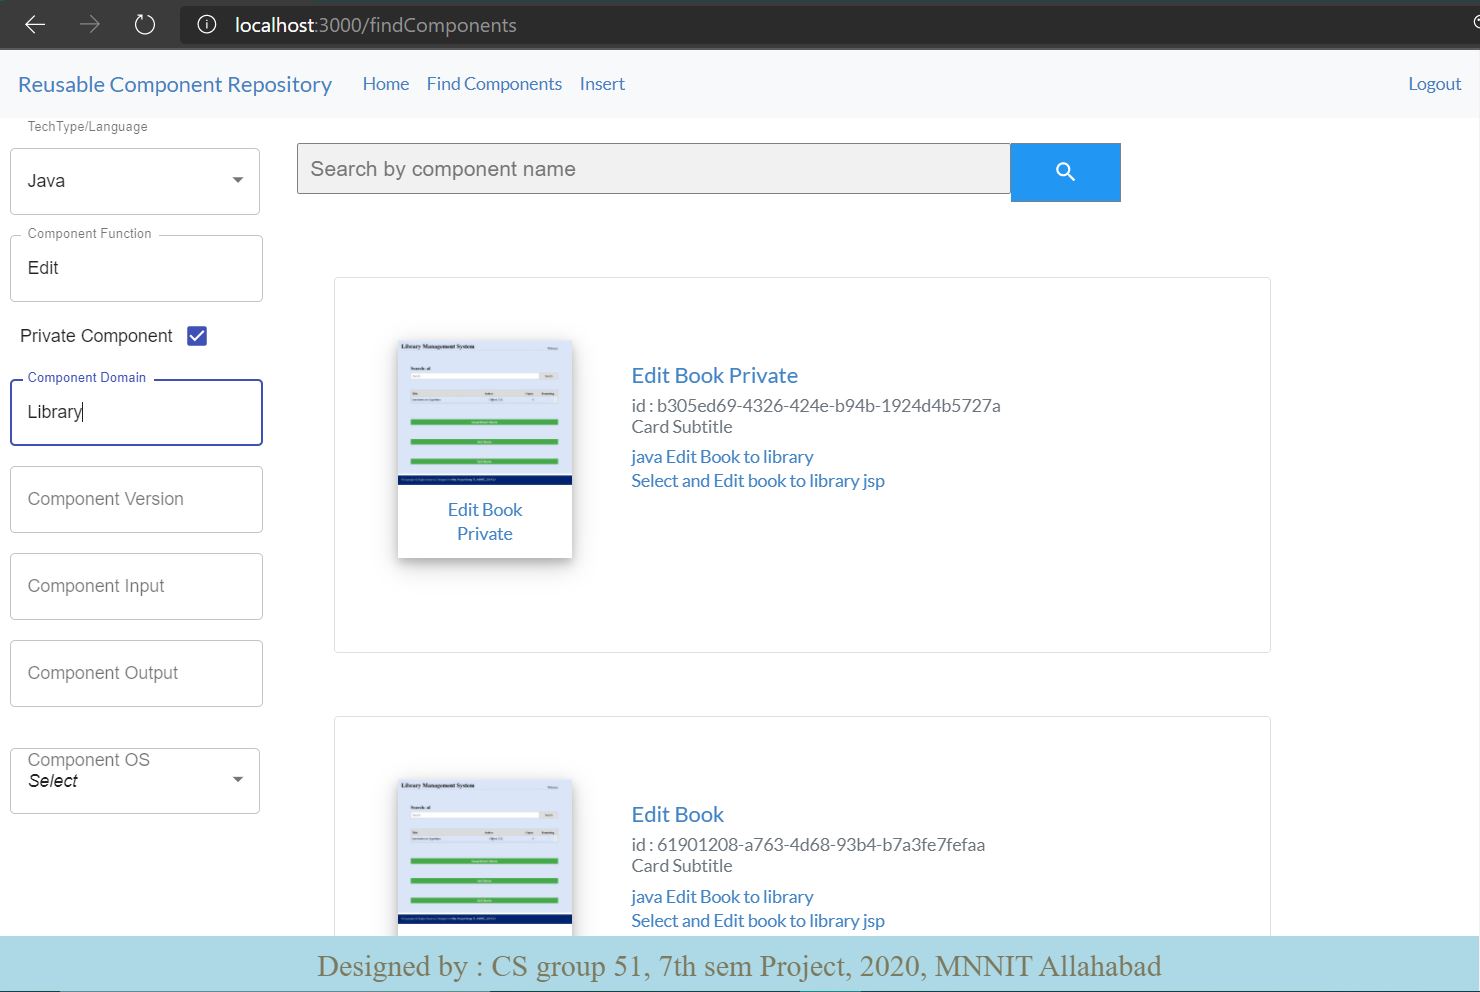 localhost:3000/findComponents
Reusable Component Repository Home Find Components Insert Logout
TechType/Language
Java
Component Function
Edit
Private Component
Component Domain
Library
Component Version
Component Input
Component Output
Component OS
Select
Search by component name
Library Management System
Edit Book
Private
Edit Book Private
id : b305ed69-4326-424e-b94b-1924d4b5727a
Card Subtitle
java Edit Book to library
Select and Edit book to library jsp
Library Management System
Edit Book
id : 61901208-a763-4d68-93b4-b7a3fe7fefaa
Card Subtitle
java Edit Book to library
Select and Edit book to library jsp
Designed by : CS group 51, 7th sem Project, 2020, MNNIT Allahabad